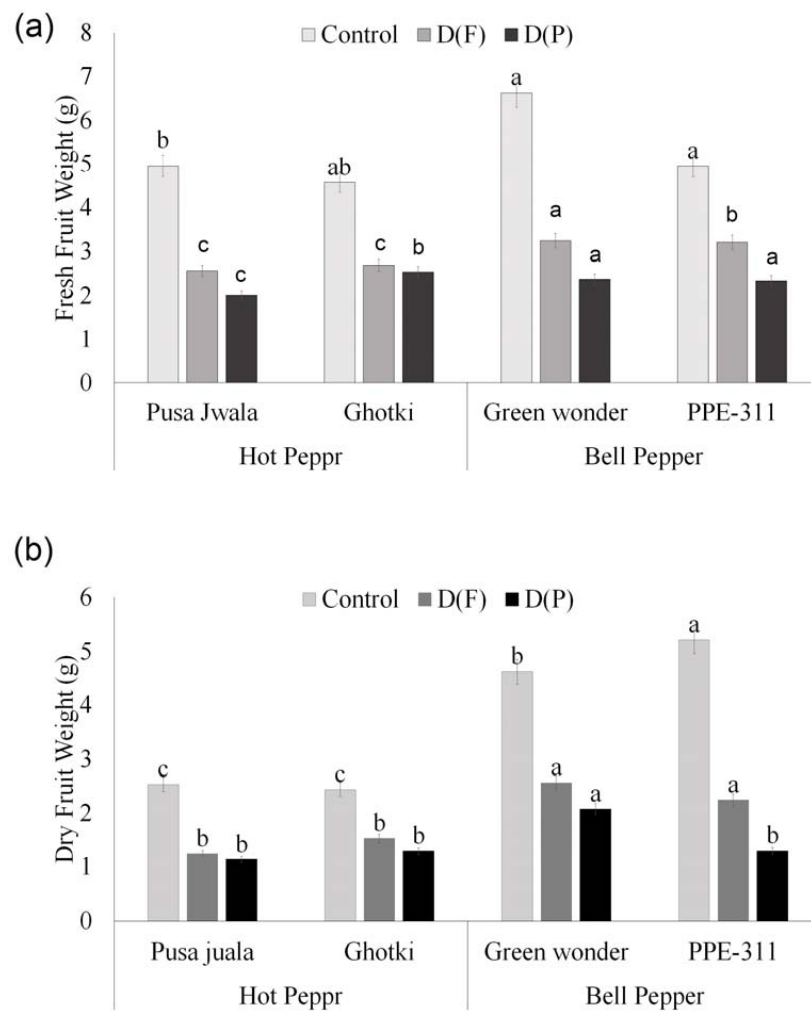 (a)
Fresh Fruit Weight (g)
8
7
6
5
4
3
2
1
0
Control D(F) D(P)
b
c
c
ab
c
b
a
a
a
a
b
a
Pusa Jwala Ghotki Green wonder PPE-311
Hot Peppr Bell Pepper
(b)
Dry Fruit Weight (g)
6
5
4
3
2
1
0
Control D(F) D(P)
c
b
b
c
b
b
b
a
a
a
a
b
Pusa juala Ghotki Green wonder PPE-311
Hot Peppr Bell Pepper